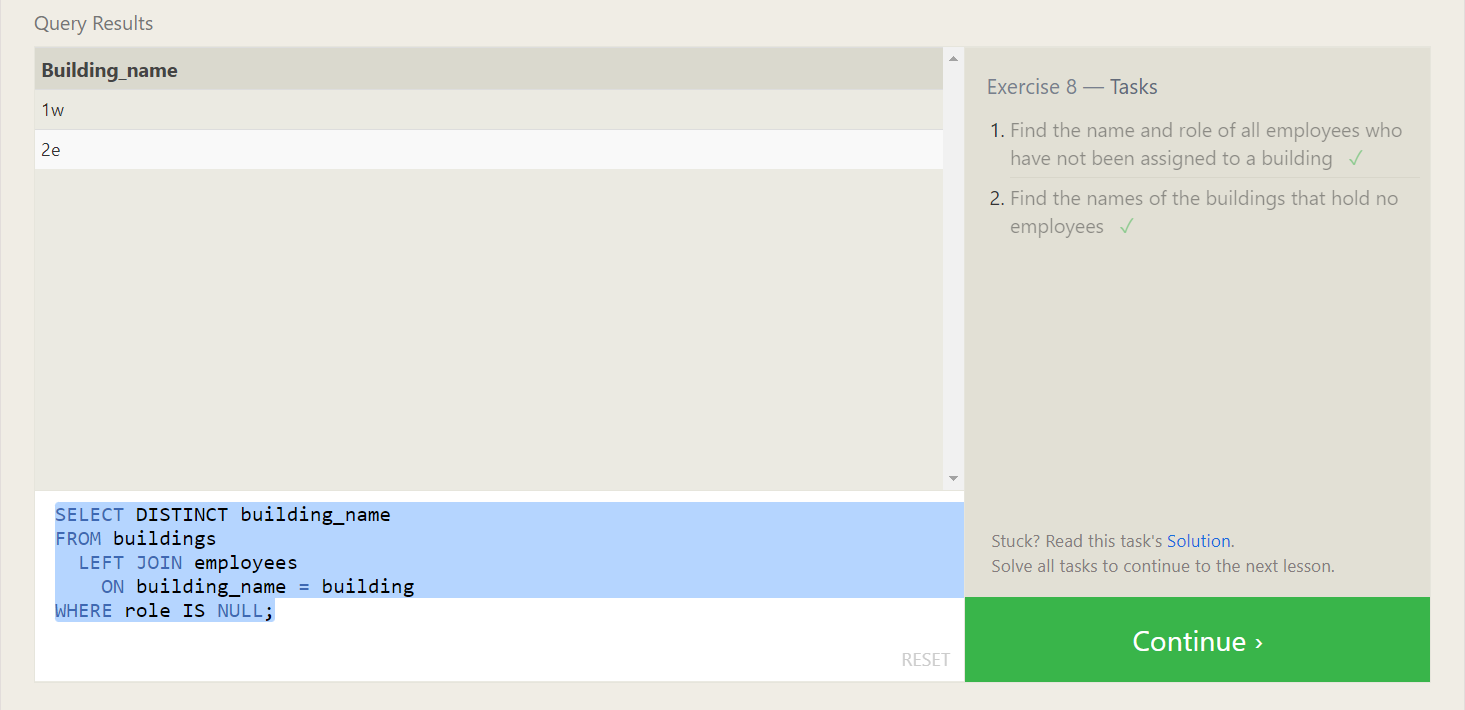 Query Results
Building_name
1w
2e
SELECT DISTINCT building_name
FROM buildings
  LEFT JOIN employees
    ON building_name = building
WHERE role IS NULL;
RESET
Exercise 8 — Tasks
1. Find the name and role of all employees who
have not been assigned to a building ✓
2. Find the names of the buildings that hold no
employees ✓
Stuck? Read this task's Solution.
Solve all tasks to continue to the next lesson.
Continue ›